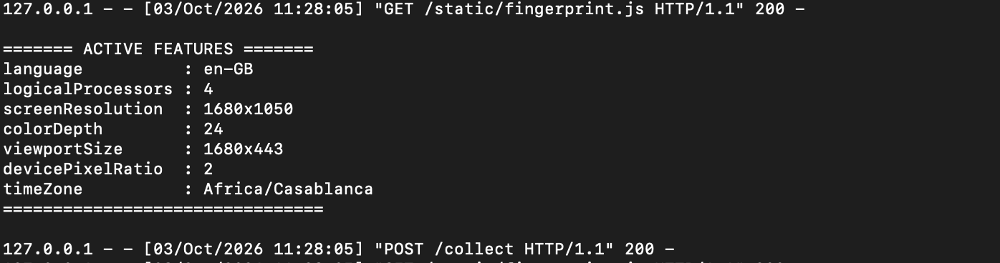 127.0.0.1 - - [03/Oct/2026 11:28:05] "GET /static/fingerprint.js HTTP/1.1" 200 -
======= ACTIVE FEATURES =======
language          : en-GB
logicalProcessors : 4
screenResolution  : 1680x1050
colorDepth        : 24
viewportSize      : 1680x443
devicePixelRatio  : 2
timeZone          : Africa/Casablanca
================================
127.0.0.1 - - [03/Oct/2026 11:28:05] "POST /collect HTTP/1.1" 200 -